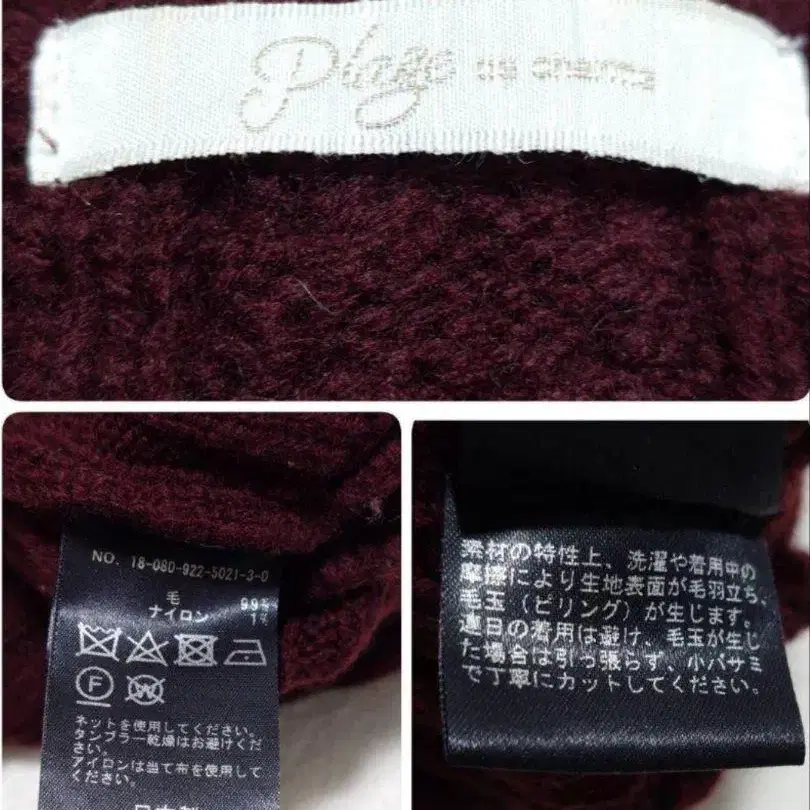 Plage
NO. 18-080-922-5021-3-0
毛 99%
ナイロン 1%
F
W
ネットを使用してください。
タンブラー乾燥はお避けくだ
さい。
アイロンは当て布を使用して
ください。
日本製
素材の特性上、洗濯や着用中の
摩擦により生地表面が毛羽立ち、
毛玉（ピリング）が生じます。
連日の着用は避け、毛玉が生じ
た場合は引っ張らず、小バサミ
で丁寧にカットしてください。